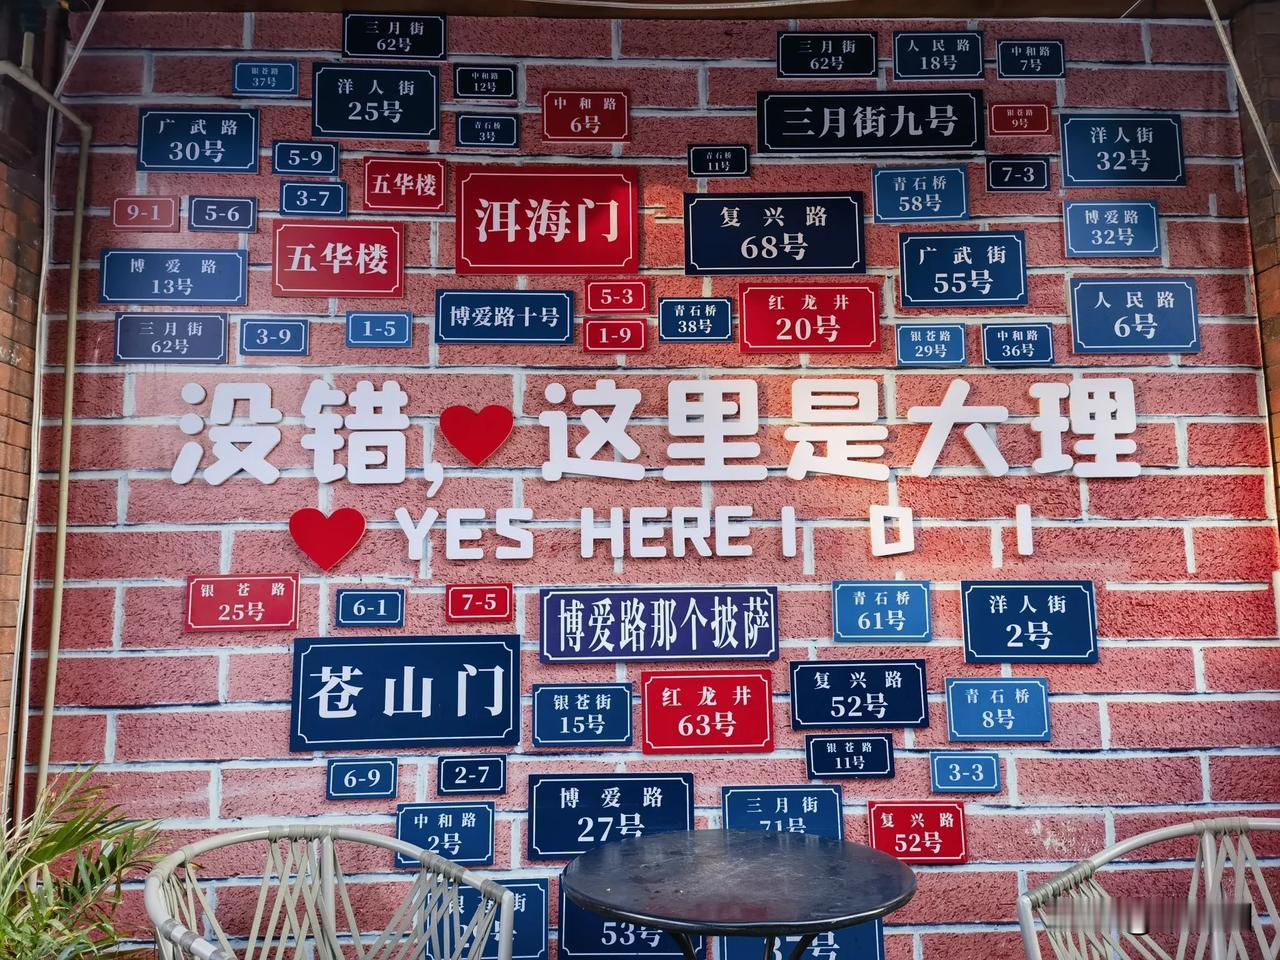 三月街
62号
三月街
62号
人民路
18号
中和路
7号
银苍路
37号
洋人街
25号
中和路
12号
中和路
6号
三月街九号
银苍路
9号
广武路
30号
5-9
青石桥
3号
青石桥
11号
7-3
洋人街
32号
3-7
五华楼
洱海门
青石桥
58号
9-1
5-6
复兴路
68号
博爱路
32号
五华楼
广武街
55号
博爱路
13号
博爱路十号
5-3
1-9
青石桥
38号
红龙井
20号
人民路
6号
三月街
62号
3-9
1-5
银苍路
29号
中和路
36号
没错,这里是大理
YES HERE I D I
银苍路
25号
6-1
7-5
博爱路那个披萨
青石桥
61号
洋人街
2号
苍山门
银苍街
15号
红龙井
63号
复兴路
52号
青石桥
8号
银苍路
11号
6-9
2-7
3-3
中和路
2号
博爱路
27号
三月街
71号
复兴路
52号
53号
37号